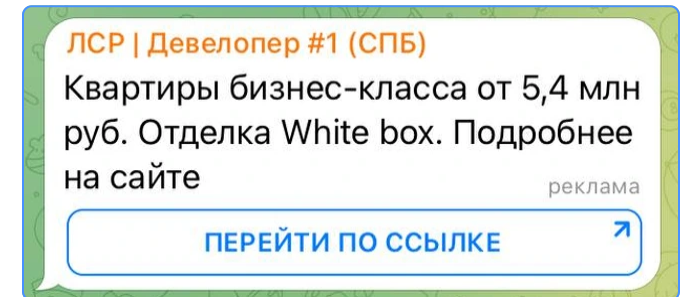 ЛСР | Девелопер #1 (СПБ)
Квартиры бизнес-класса от 5,4 млн
руб. Отделка White box. Подробнее
на сайте
реклама
ПЕРЕЙТИ ПО ССЫЛКЕ